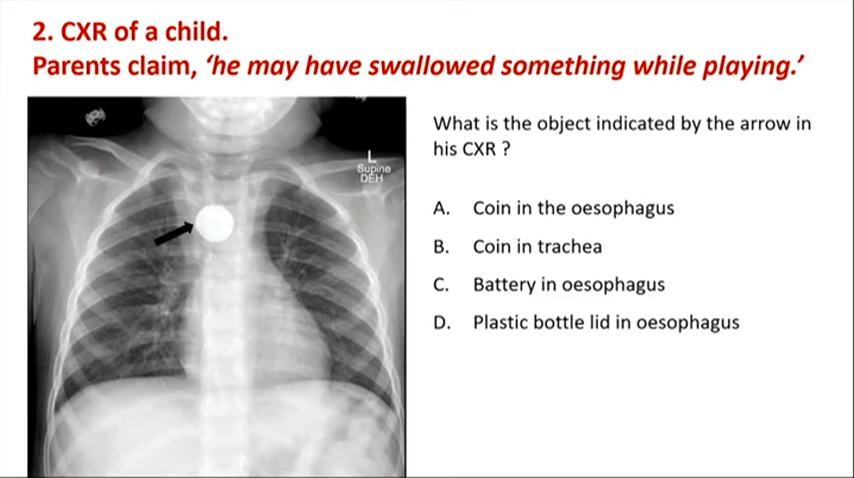 2. CXR of a child.
Parents claim, ‘he may have swallowed something while playing.’
What is the object indicated by the arrow in
his CXR ?
L
Supine
DEH
A. Coin in the oesophagus
B. Coin in trachea
C. Battery in oesophagus
D. Plastic bottle lid in oesophagus